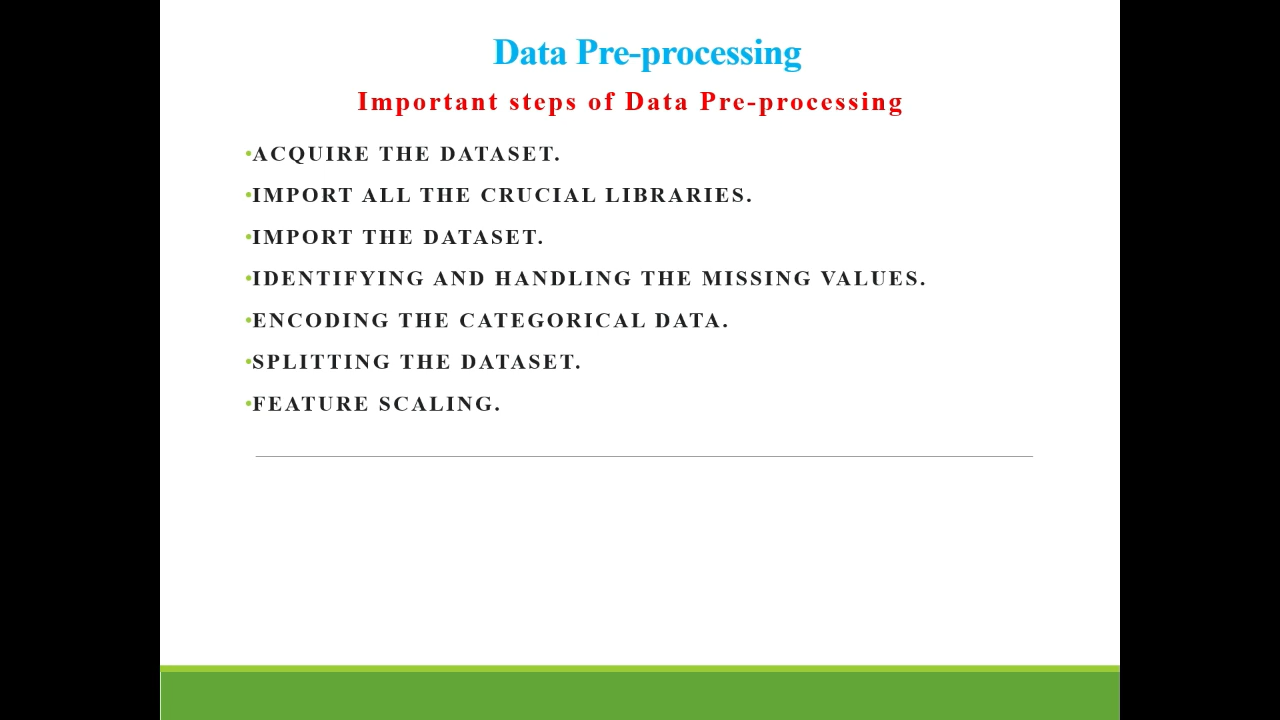 Data Pre-processing
Important steps of Data Pre-processing
•ACQUIRE THE DATASET.
•IMPORT ALL THE CRUCIAL LIBRARIES.
•IMPORT THE DATASET.
•IDENTIFYING AND HANDLING THE MISSING VALUES.
•ENCODING THE CATEGORICAL DATA.
•SPLITTING THE DATASET.
•FEATURE SCALING.